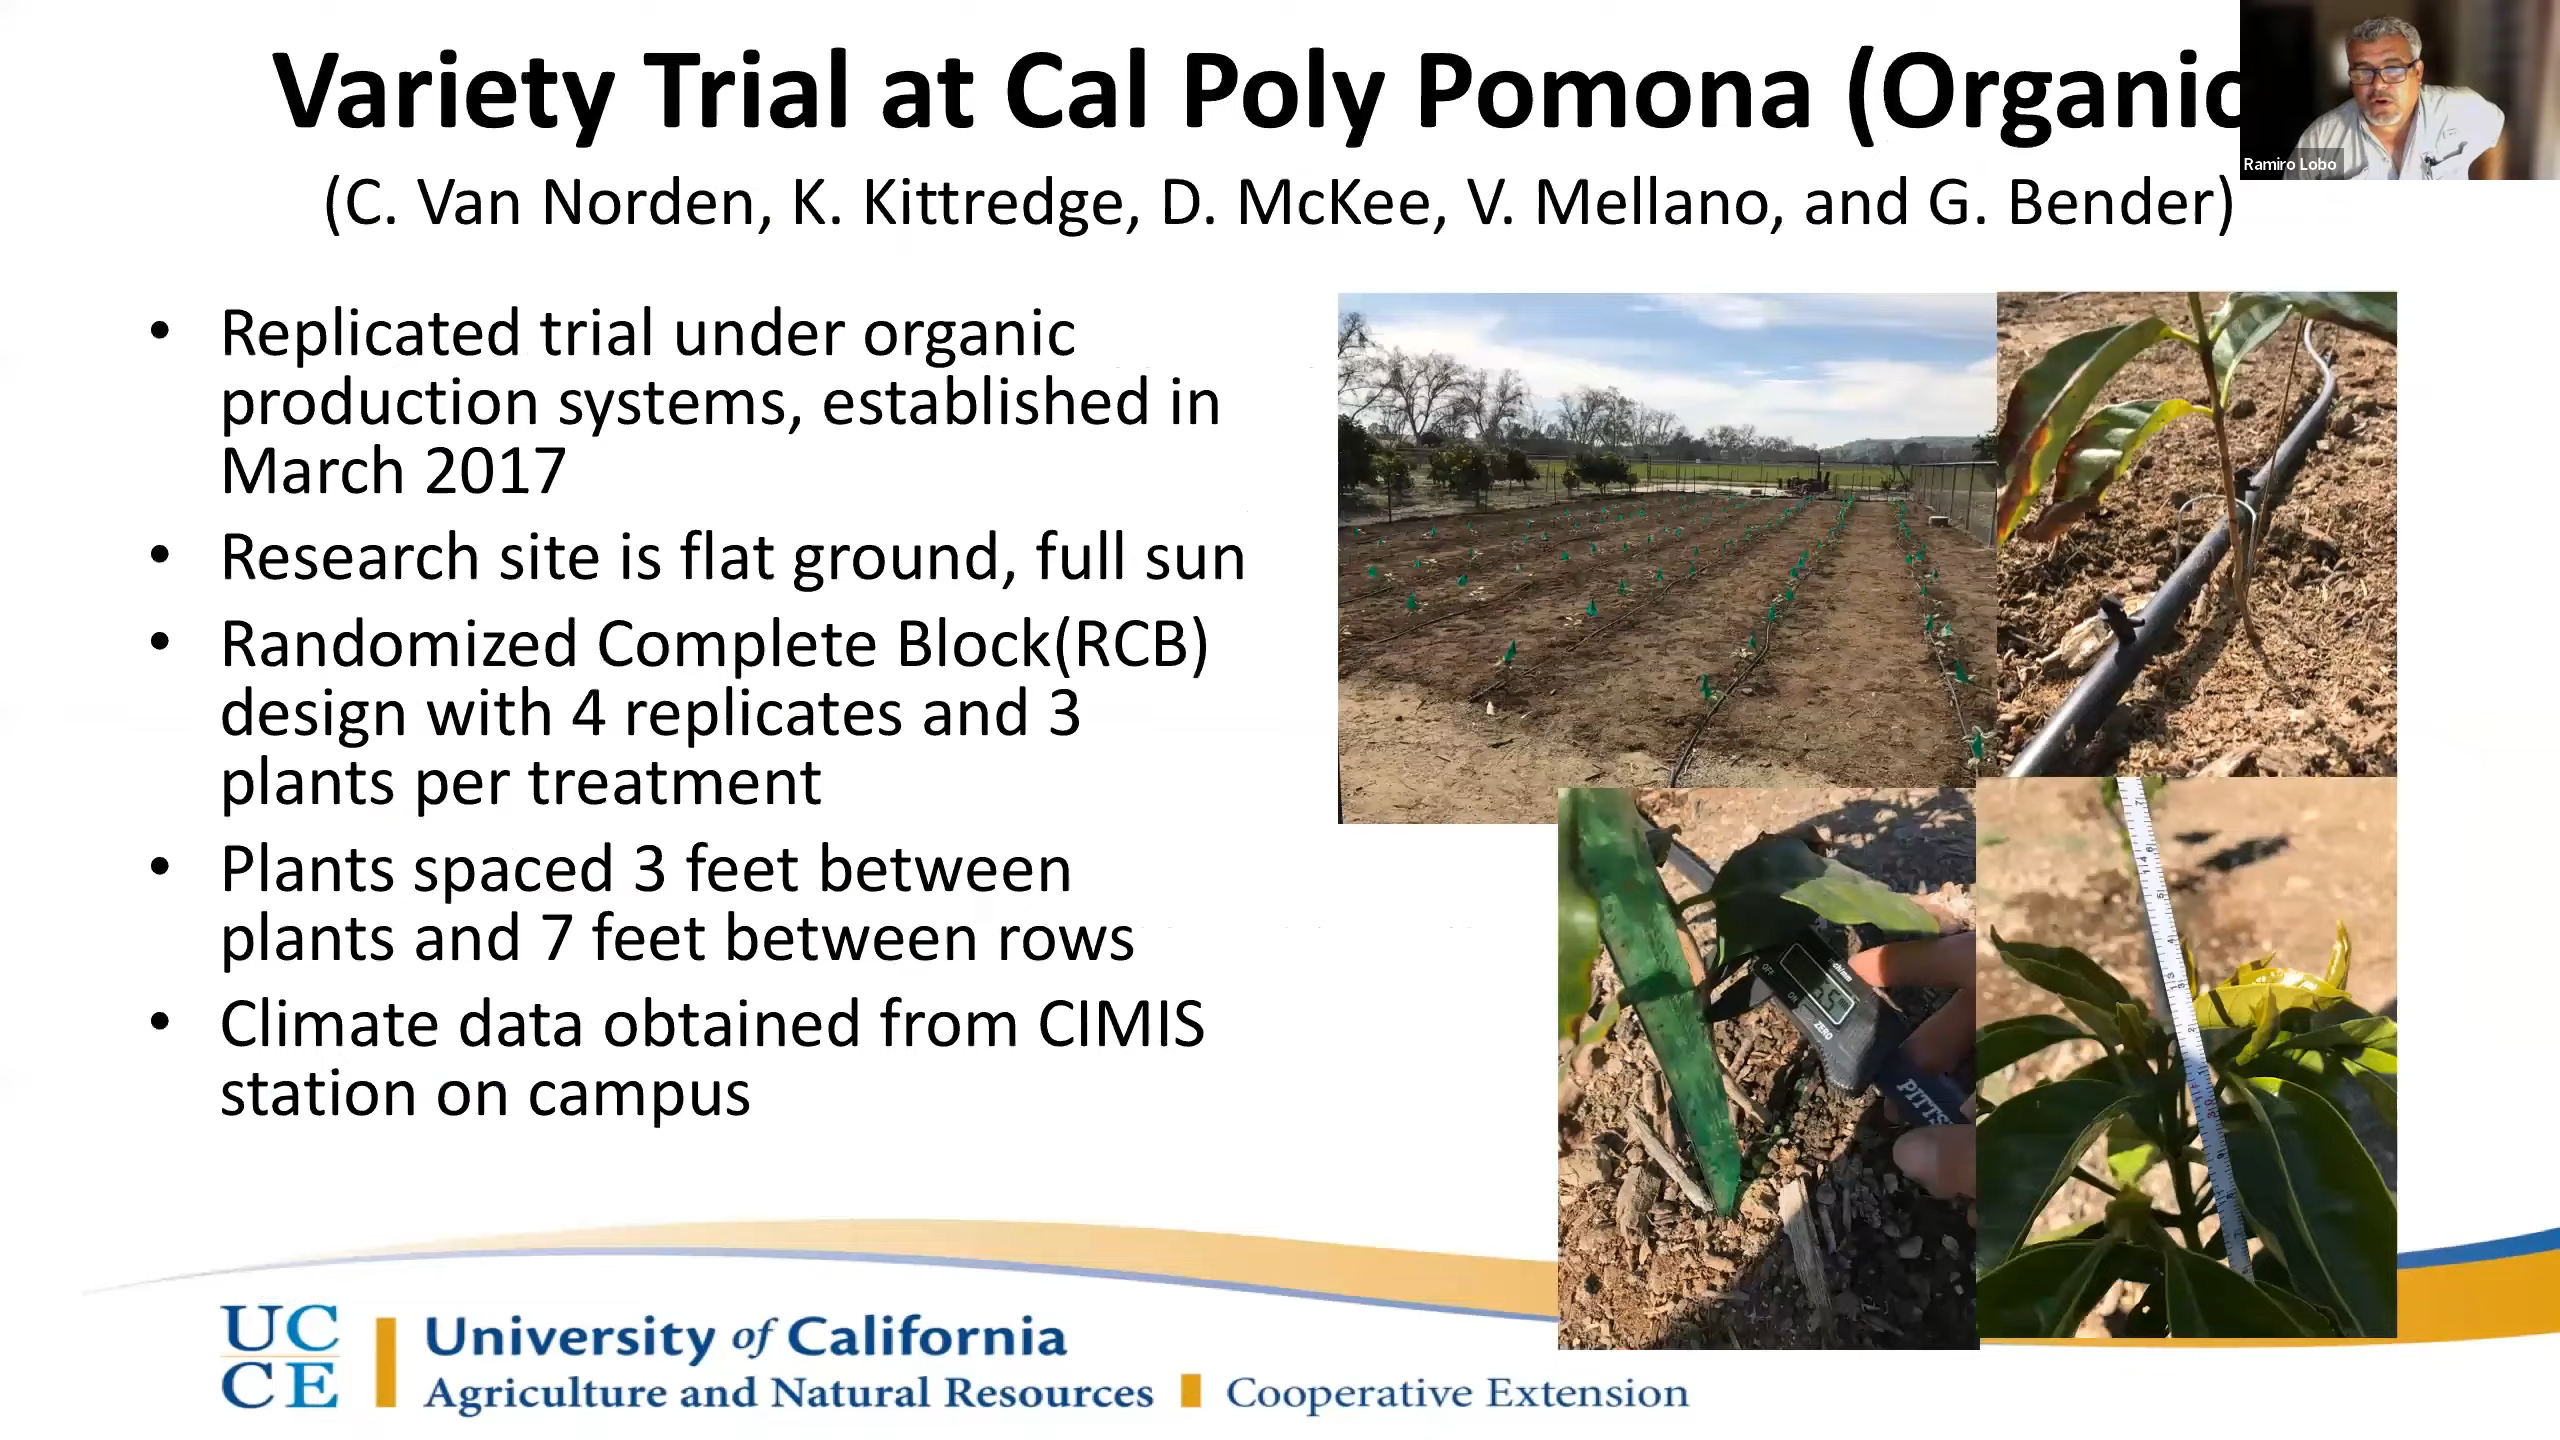 Variety Trial at Cal Poly Pomona (Organic
Ramiro Lobo
(C. Van Norden, K. Kittredge, D. McKee, V. Mellano, and G. Bender)
• Replicated trial under organic
production systems, established in
March 2017
• Research site is flat ground, full sun
• Randomized Complete Block(RCB)
design with 4 replicates and 3
plants per treatment
• Plants spaced 3 feet between
plants and 7 feet between rows
• Climate data obtained from CIMIS
station on campus
OFF
ON
ZERO
PITTS
UC
CE
University of California
Agriculture and Natural Resources
Cooperative Extension